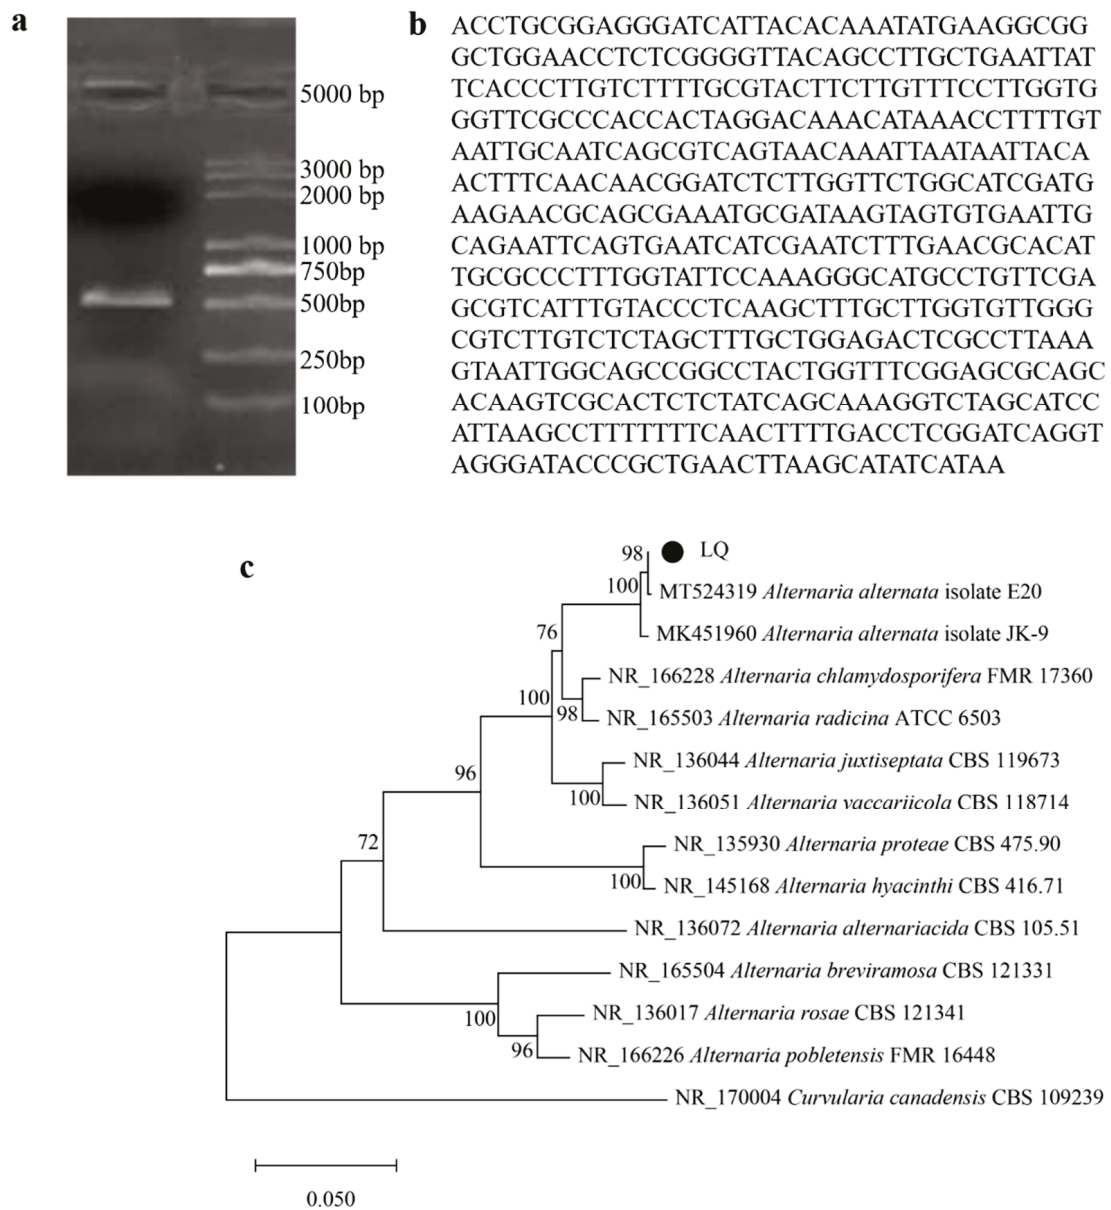 a
5000 bp
3000 bp
2000 bp
1000 bp
750bp
500bp
250bp
100bp
b
ACCTGCGGAGGGATCATTACACAAATATGAAGGCGG
GCTGGAACCTCTCGGGGTTACAGCCTTGCTGAATTAT
TCACCCTTGTCTTTTGCGTACTTCTTGTTTCCTTGGTG
GGTTCGCCCACCACTAGGACAAACATAAACCTTTTGT
AATTGCAATCAGCGTCAGTAACAAATTAATAATTACA
ACTTTCAACAACGGATCTCTTGGTTCTGGCATCGATG
AAGAACGCAGCGAAATGCGATAAGTAGTGTGAATTG
CAGAATTCAGTGAATCATCGAATCTTTGAACGCACAT
TGCGCCCTTTGGTATTCCAAAGGGCATGCCTGTTCGA
GCGTCATTTGTACCCTCAAGCTTTGCTTGGTGTTGGG
CGTCTTGTCTCTAGCTTTGCTGGAGACTCGCCTTAAA
GTAATTGGCAGCCGGCCTACTGGTTTCGGAGCGCAGC
ACAAGTCGCACTCTCTATCAGCAAAGGTCTAGCATCC
ATTAAGCCTTTTTTTCAACTTTTGACCTCGGATCAGGT
AGGGATACCCGCTGAACTTAAGCATATCATAA
c
98
LQ
100
MT524319 Alternaria alternata isolate E20
MK451960 Alternaria alternata isolate JK-9
76
NR_166228 Alternaria chlamydosporifera FMR 17360
100
98
NR_165503 Alternaria radicina ATCC 6503
NR_136044 Alternaria juxtiseptata CBS 119673
96
100
NR_136051 Alternaria vaccariicola CBS 118714
72
NR_135930 Alternaria proteae CBS 475.90
100
NR_145168 Alternaria hyacinthi CBS 416.71
NR_136072 Alternaria alternariacida CBS 105.51
NR_165504 Alternaria breviramosa CBS 121331
100
NR_136017 Alternaria rosae CBS 121341
96
NR_166226 Alternaria pobletensis FMR 16448
NR_170004 Curvularia canadensis CBS 109239
0.050